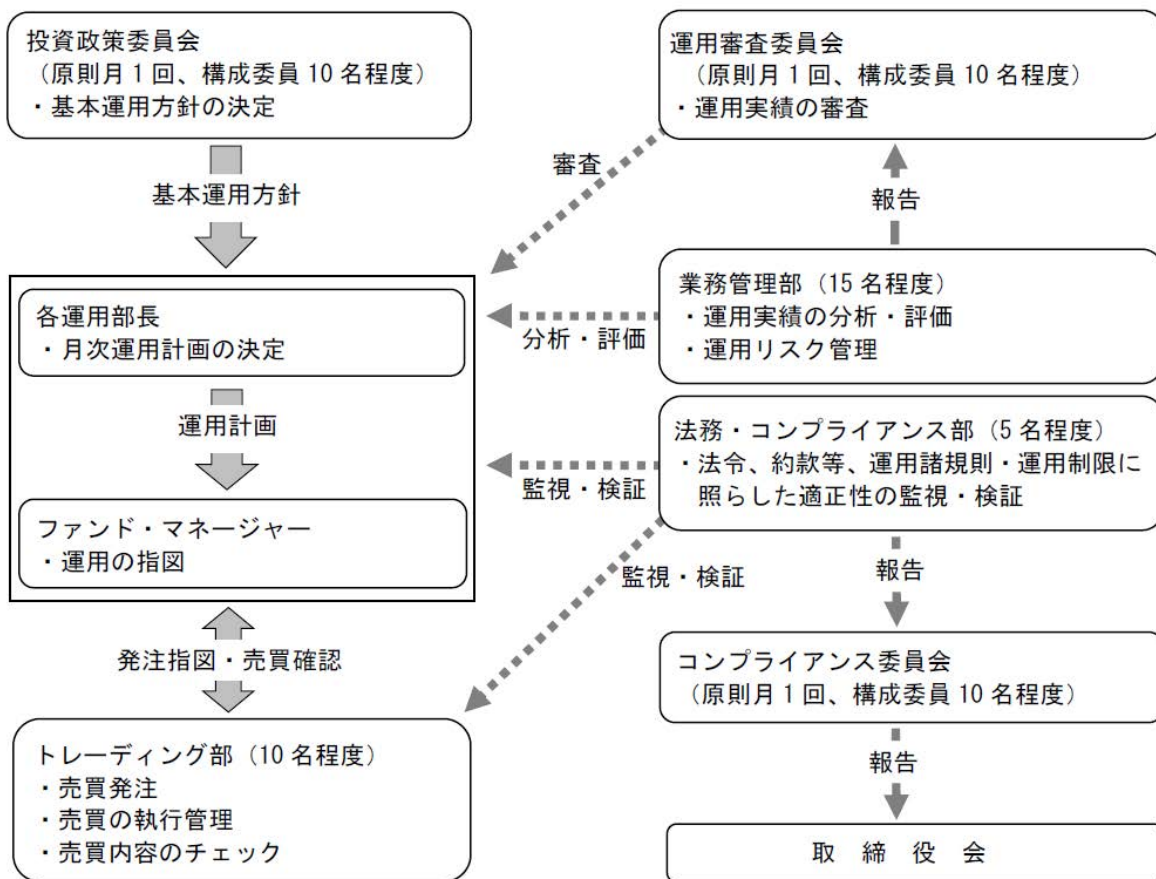 投資政策委員会
（原則月1回、構成委員10名程度）
・基本運用方針の決定
基本運用方針
各運用部長
・月次運用計画の決定
運用計画
ファンド・マネージャー
・運用の指図
発注指図・売買確認
トレーディング部（10名程度）
・売買発注
・売買の執行管理
・売買内容のチェック
運用審査委員会
（原則月1回、構成委員10名程度）
・運用実績の審査
審査
報告
業務管理部（15名程度）
・運用実績の分析・評価
・運用リスク管理
分析・評価
法務・コンプライアンス部（5名程度）
・法令、約款等、運用諸規則・運用制限に
照らした適正性の監視・検証
監視・検証
監視・検証
報告
コンプライアンス委員会
（原則月1回、構成委員10名程度）
報告
取　締　役　会